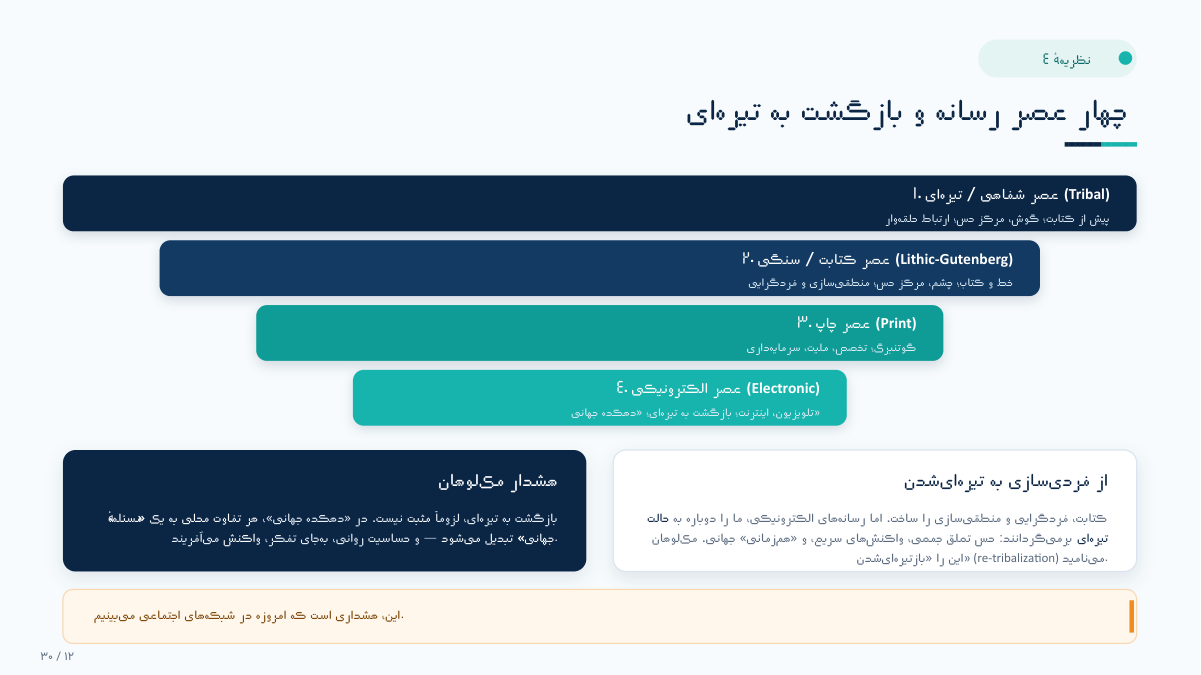 نظریهٔ ٤
چهار عصر رسانه و بازگشت به تیره‌ای
۱. عصر شفاهی / تیره‌ای (Tribal)
پیش از کتابت؛ گوش، مرکز حس؛ ارتباط حلقه‌وار
۲. عصر کتابت / سنگی (Lithic-Gutenberg)
خط و کتاب؛ چشم، مرکز حس؛ منطقی‌سازی و فردگرایی
۳. عصر چاپ (Print)
گوتنبرگ؛ تخصص، ملیت، سرمایه‌داری
٤. عصر الکترونیکی (Electronic)
تلویزیون، اینترنت؛ بازگشت به تیره‌ای؛ «دهکده جهانی»
از فردی‌سازی به تیره‌ای‌شدن
کتابت، فردگرایی و منطقی‌سازی را ساخت. اما رسانه‌های الکترونیکی، ما را دوباره به حالت
تیره‌ای برمی‌گردانند: حس تعلق جمعی، واکنش‌های سریع، و «هم‌زمانی» جهانی. مک‌لوهان
این را «بازتیره‌ای‌شدن» (re-tribalization) می‌نامید.
هشدار مک‌لوهان
بازگشت به تیره‌ای، لزوماً مثبت نیست. در «دهکده جهانی»، هر تفاوت محلی به یک «مسئلهٔ
جهانی» تبدیل می‌شود — و حساسیت روانی، به‌جای تفکر، واکنش می‌آفریند.
این، هشداری است که امروزه در شبکه‌های اجتماعی می‌بینیم.
۱۲ / ۳۰